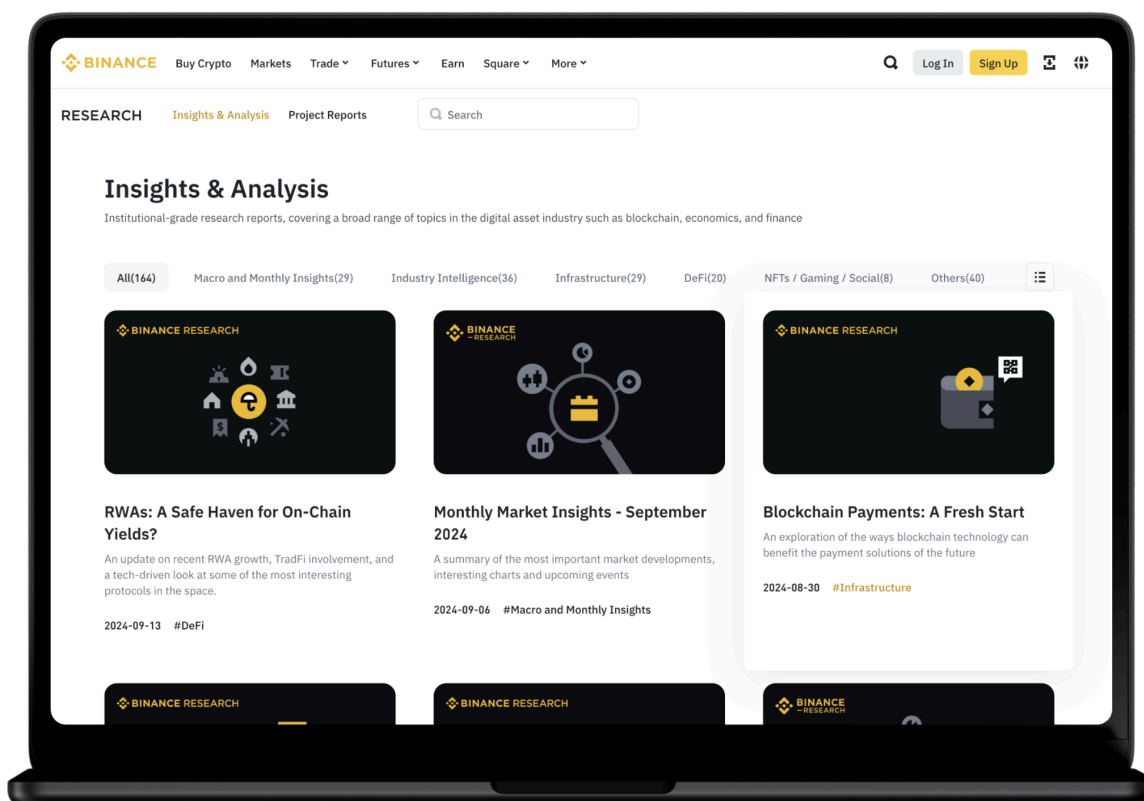 BINANCE Buy Crypto Markets Trade Futures Earn Square More Log In Sign Up
RESEARCH Insights & Analysis Project Reports Search
Insights & Analysis
Institutional-grade research reports, covering a broad range of topics in the digital asset industry such as blockchain, economics, and finance
All(164) Macro and Monthly Insights(29) Industry Intelligence(36) Infrastructure(29) DeFi(20) NFTs / Gaming / Social(8) Others(40)
BINANCE RESEARCH
RWAs: A Safe Haven for On-Chain
Yields?
An update on recent RWA growth, TradFi involvement, and
a tech-driven look at some of the most interesting
protocols in the space.
2024-09-13 #DeFi
BINANCE
RESEARCH
Monthly Market Insights - September
2024
A summary of the most important market developments,
interesting charts and upcoming events
2024-09-06 #Macro and Monthly Insights
BINANCE RESEARCH
Blockchain Payments: A Fresh Start
An exploration of the ways blockchain technology can
benefit the payment solutions of the future
2024-08-30 #Infrastructure
BINANCE RESEARCH
BINANCE RESEARCH
BINANCE
RESEARCH